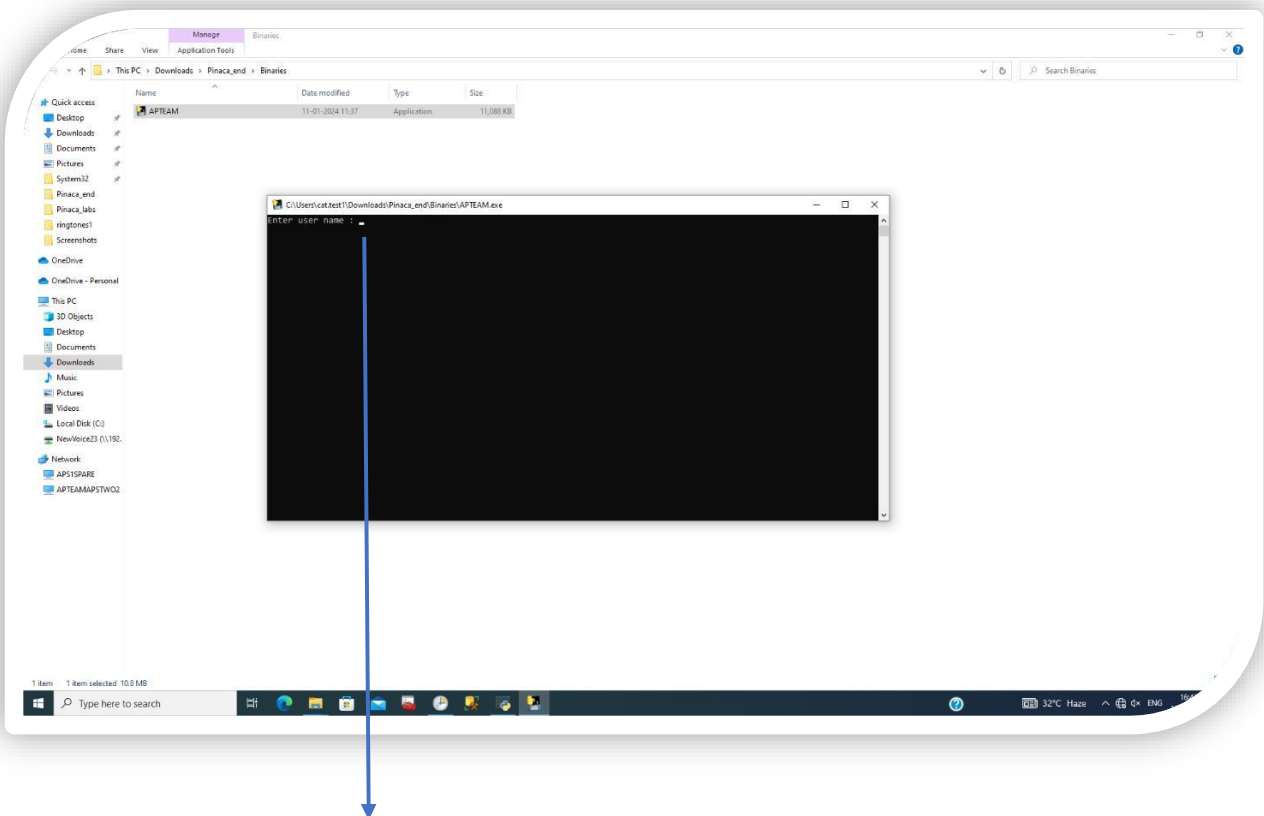 Manage Binaries
Share View Application Tools
This PC > Downloads > Pinaca_end > Binaries
Search Binaries
Name Date modified Type Size
APTEAM 11-01-2024 11:37 Application 11,088 KB
Quick access
Desktop
Downloads
Documents
Pictures
System32
Pinaca_end
Pinaca_labs
ringtones1
Screenshots
OneDrive
OneDrive - Personal
This PC
3D Objects
Desktop
Documents
Downloads
Music
Pictures
Videos
Local Disk (C:)
NewVoice23 (\\192.
Network
APS1SPARE
APTEAMAPSTWO2
C:\Users\cat.test1\Downloads\Pinaca_end\Binaries\APTEAM.exe
Enter user name : _
1 item 1 item selected 10.8 MB
Type here to search
32°C Haze ENG